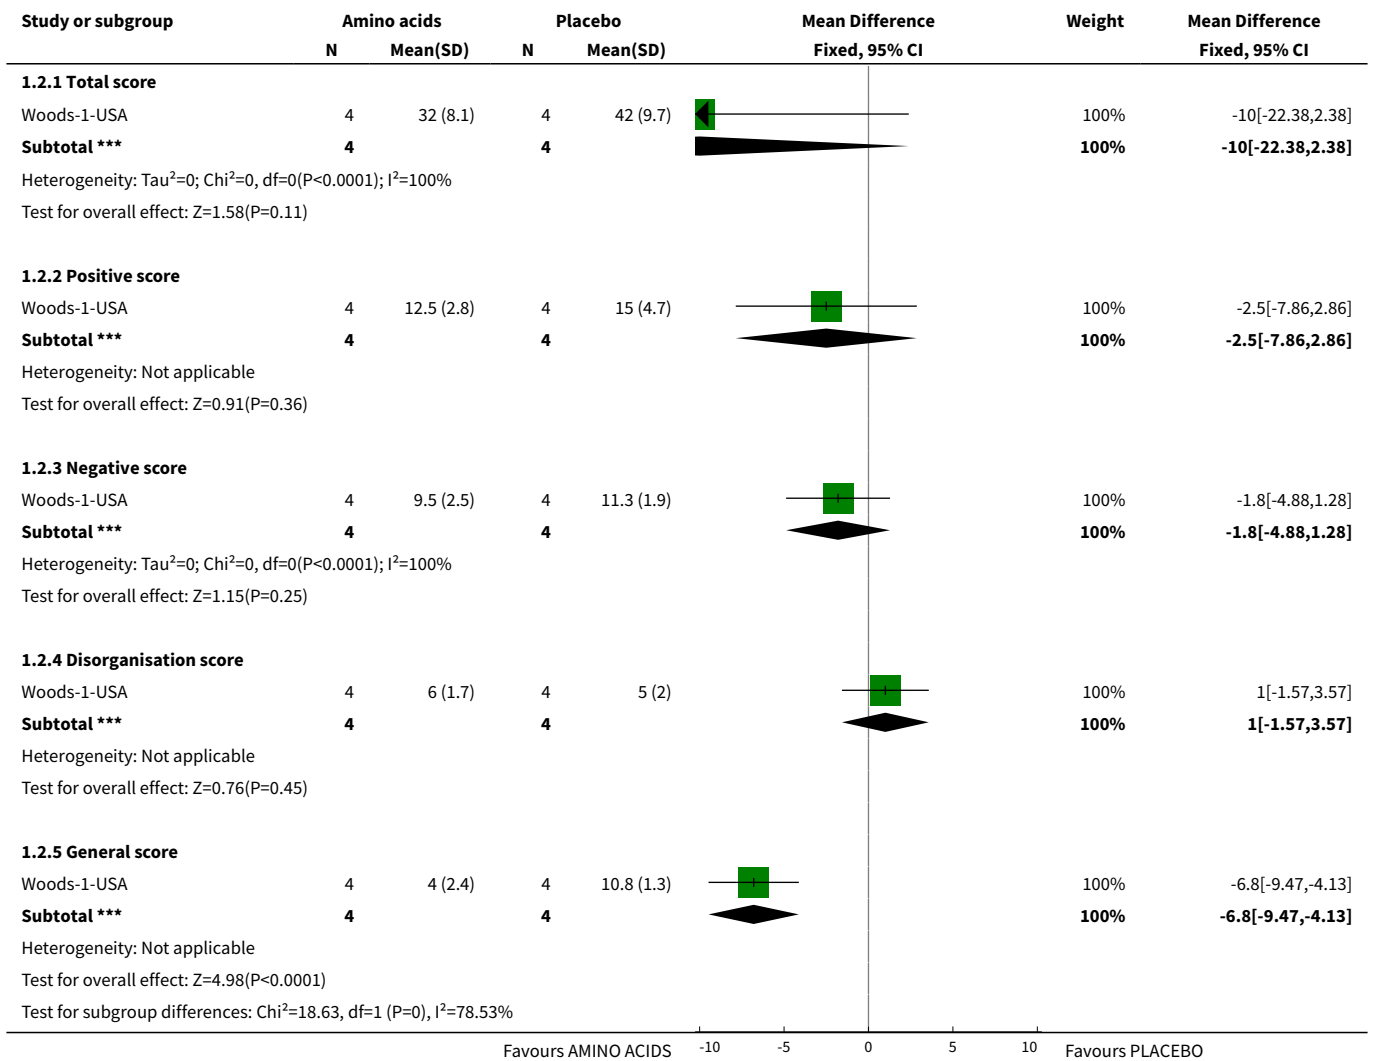 Study or subgroup Amino acids Placebo Mean Difference Weight Mean Difference
N Mean(SD) N Mean(SD) Fixed, 95% CI Fixed, 95% CI
1.2.1 Total score
Woods-1-USA 4 32 (8.1) 4 42 (9.7) 100% -10[-22.38,2.38]
Subtotal *** 4 4 100% -10[-22.38,2.38]
Heterogeneity: Tau²=0; Chi²=0, df=0(P<0.0001); I²=100%
Test for overall effect: Z=1.58(P=0.11)
1.2.2 Positive score
Woods-1-USA 4 12.5 (2.8) 4 15 (4.7) 100% -2.5[-7.86,2.86]
Subtotal *** 4 4 100% -2.5[-7.86,2.86]
Heterogeneity: Not applicable
Test for overall effect: Z=0.91(P=0.36)
1.2.3 Negative score
Woods-1-USA 4 9.5 (2.5) 4 11.3 (1.9) 100% -1.8[-4.88,1.28]
Subtotal *** 4 4 100% -1.8[-4.88,1.28]
Heterogeneity: Tau²=0; Chi²=0, df=0(P<0.0001); I²=100%
Test for overall effect: Z=1.15(P=0.25)
1.2.4 Disorganisation score
Woods-1-USA 4 6 (1.7) 4 5 (2) 100% 1[-1.57,3.57]
Subtotal *** 4 4 100% 1[-1.57,3.57]
Heterogeneity: Not applicable
Test for overall effect: Z=0.76(P=0.45)
1.2.5 General score
Woods-1-USA 4 4 (2.4) 4 10.8 (1.3) 100% -6.8[-9.47,-4.13]
Subtotal *** 4 4 100% -6.8[-9.47,-4.13]
Heterogeneity: Not applicable
Test for overall effect: Z=4.98(P<0.0001)
Test for subgroup differences: Chi²=18.63, df=1 (P=0), I²=78.53%
Favours AMINO ACIDS -10 -5 0 5 10 Favours PLACEBO